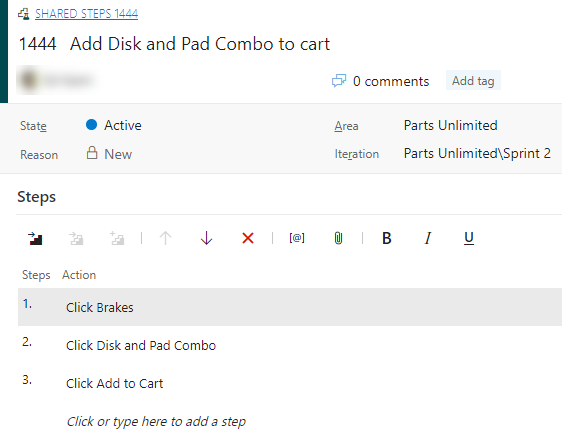 SHARED STEPS 1444
1444 Add Disk and Pad Combo to cart
0 comments Add tag
State Active Area Parts Unlimited
Reason New Iteration Parts Unlimited\Sprint 2
Steps
[@] B I U
Steps Action
1. Click Brakes
2. Click Disk and Pad Combo
3. Click Add to Cart
Click or type here to add a step